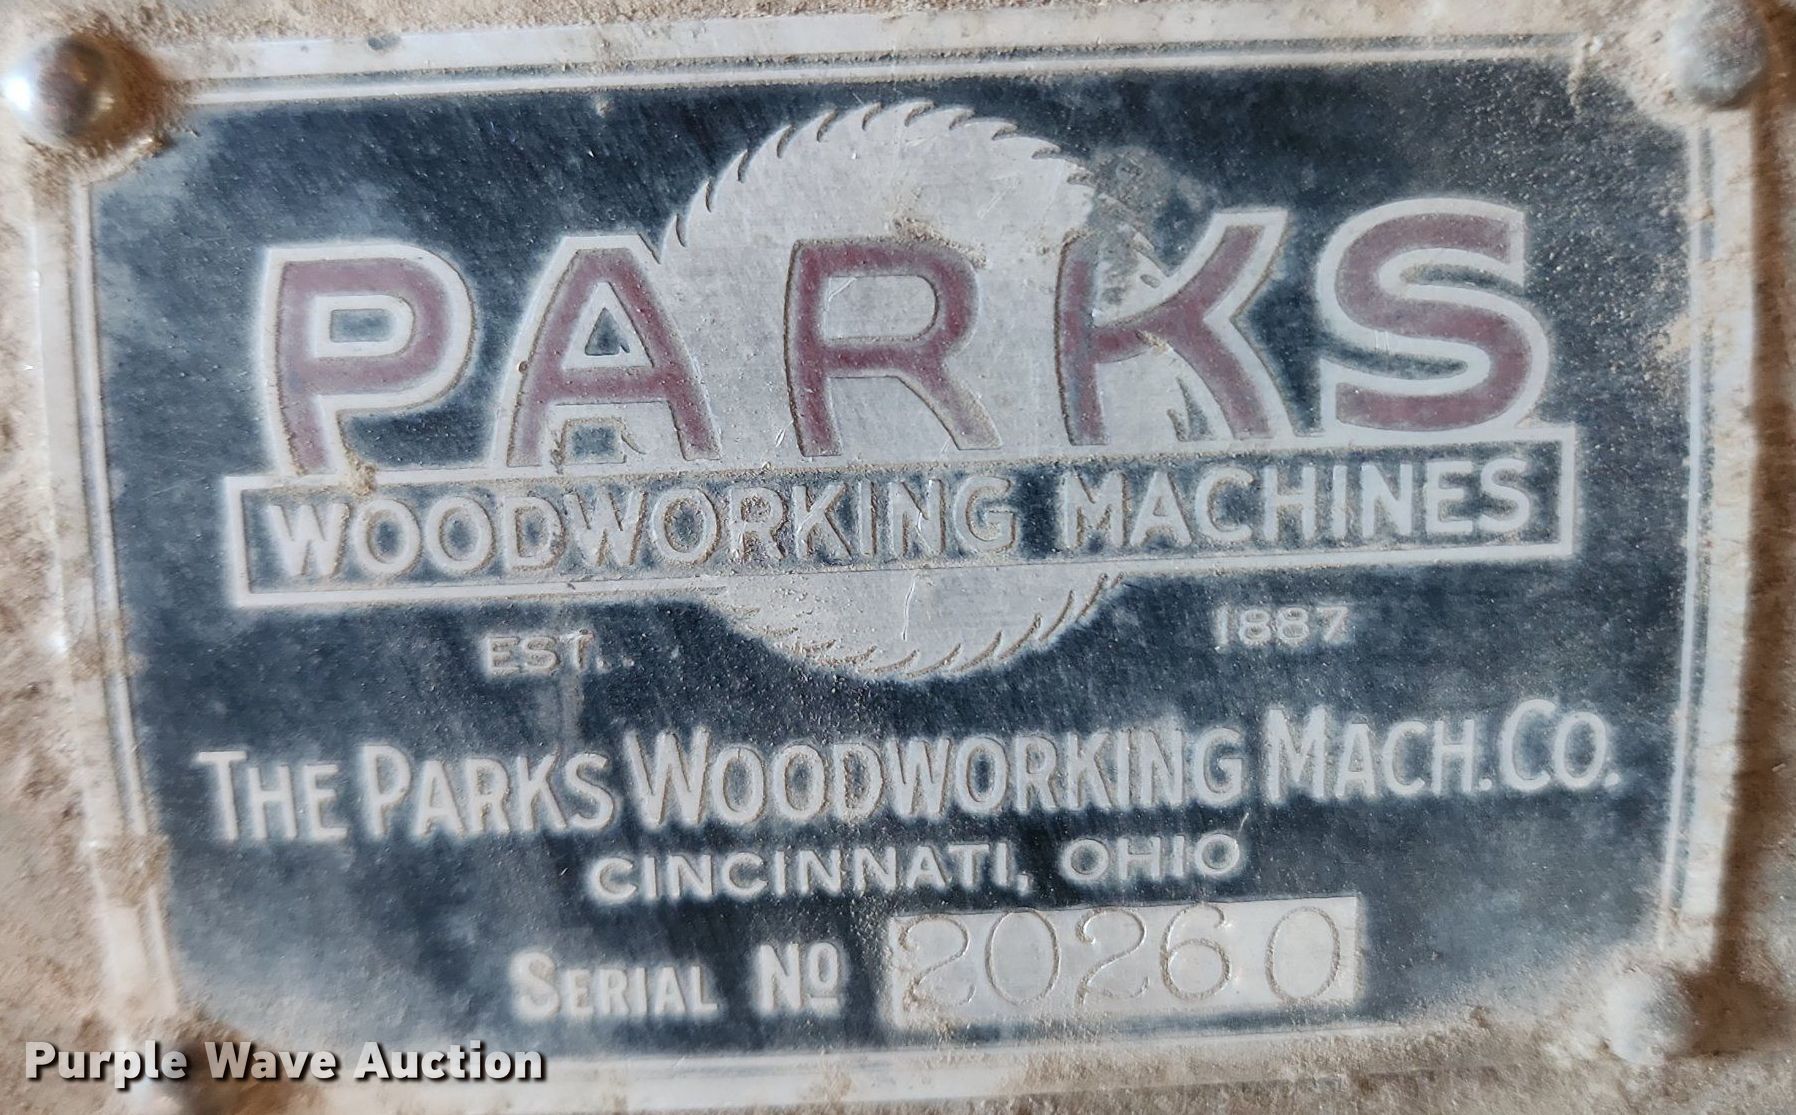 PARKS
WOODWORKING MACHINES
EST. 1887
THE PARKS WOODWORKING MACH. CO.
CINCINNATI, OHIO
SERIAL NO 20260
Purple Wave Auction